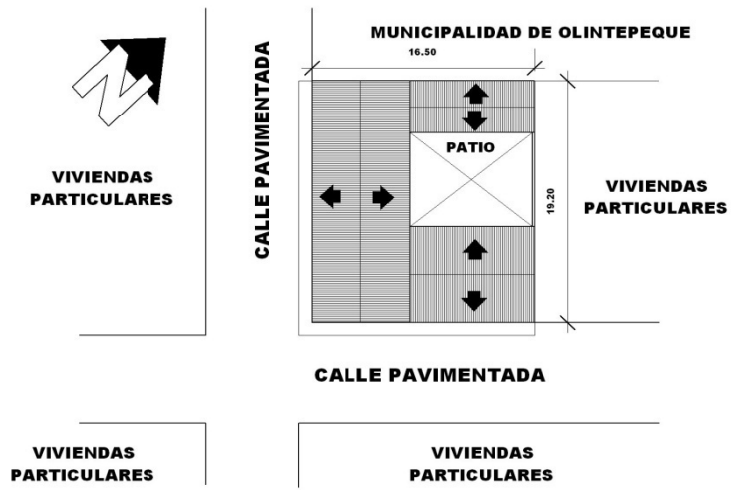 MUNICIPALIDAD DE OLINTEPEQUE
16.50
N
CALLE PAVIMENTADA
PATIO
VIVIENDAS
PARTICULARES
19.20
VIVIENDAS
PARTICULARES
CALLE PAVIMENTADA
VIVIENDAS
PARTICULARES
VIVIENDAS
PARTICULARES